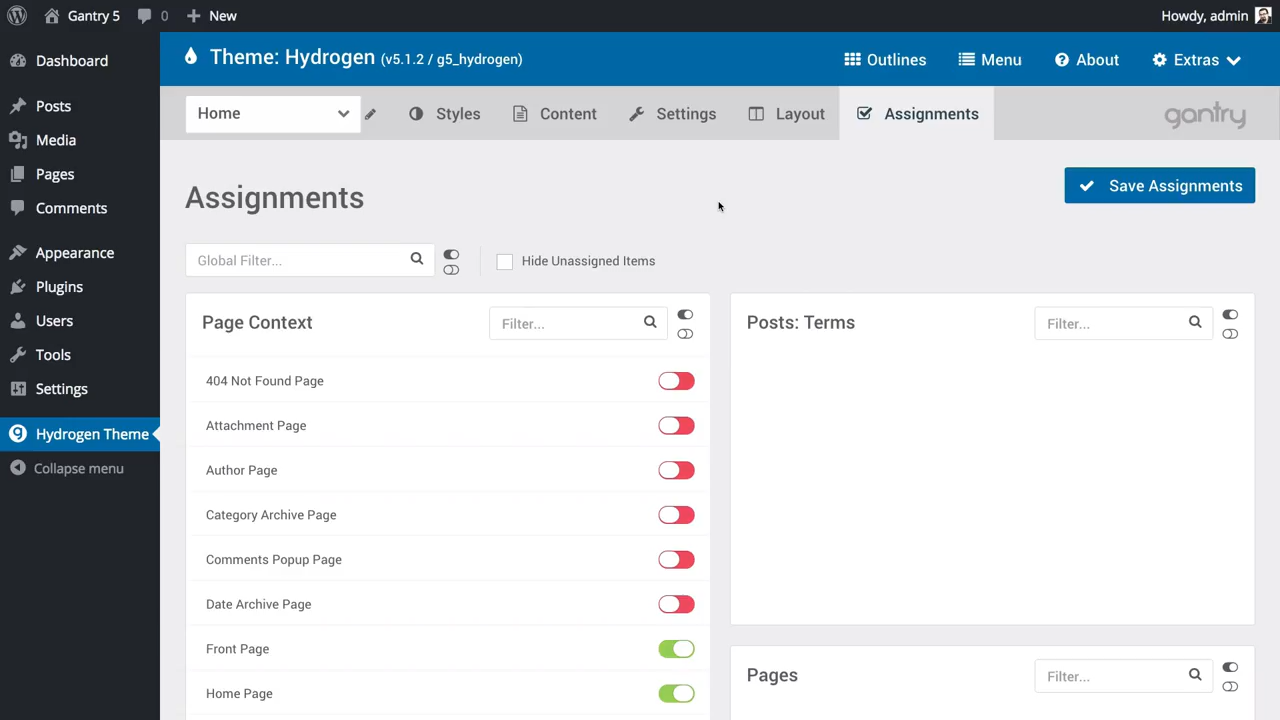 Gantry 5
0
New
Howdy, admin
Dashboard
Posts
Media
Pages
Comments
Appearance
Plugins
Users
Tools
Settings
Hydrogen Theme
Collapse menu
Theme: Hydrogen (v5.1.2 / g5_hydrogen)
Outlines
Menu
About
Extras
Home
Styles
Content
Settings
Layout
Assignments
gantry
Assignments
Save Assignments
Global Filter...
Hide Unassigned Items
Page Context
Filter...
404 Not Found Page
Attachment Page
Author Page
Category Archive Page
Comments Popup Page
Date Archive Page
Front Page
Home Page
Posts: Terms
Filter...
Pages
Filter...